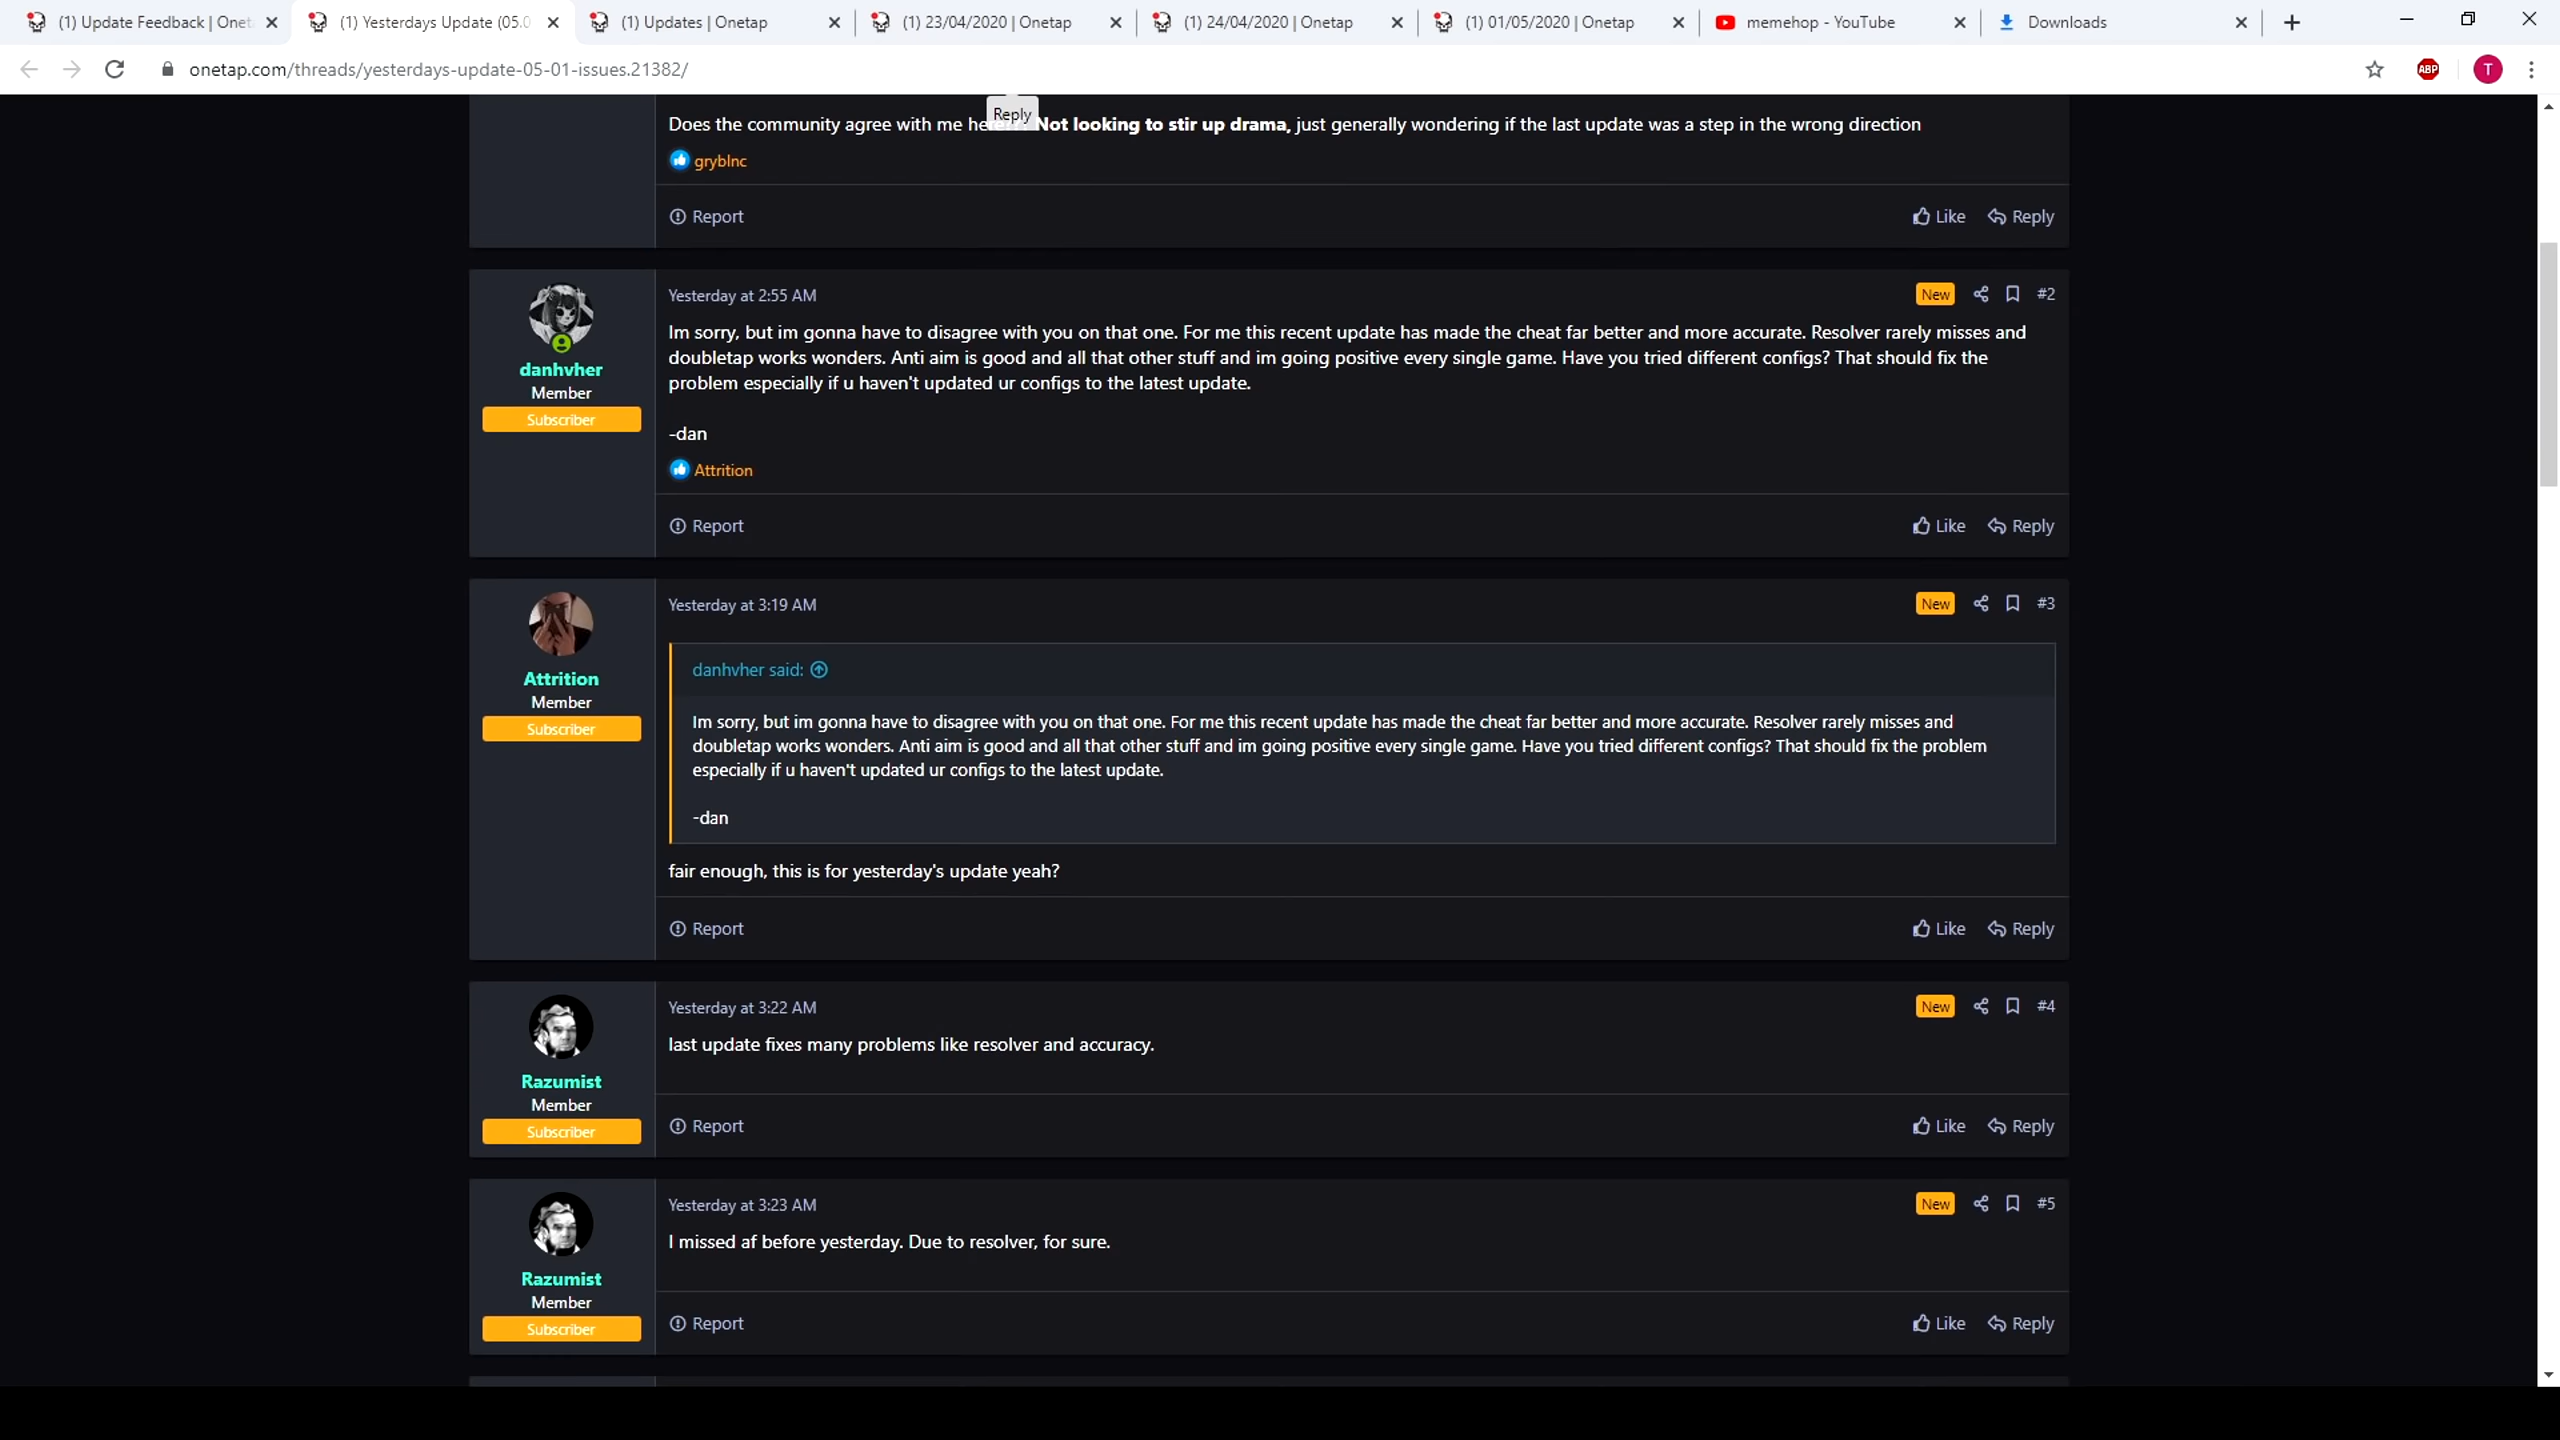 (1) Update Feedback | Onet
(1) Yesterdays Update (05.0
(1) Updates | Onetap
(1) 23/04/2020 | Onetap
(1) 24/04/2020 | Onetap
(1) 01/05/2020 | Onetap
memehop - YouTube
Downloads
onetap.com/threads/yesterdays-update-05-01-issues.21382/
ABP
T
Reply
Does the community agree with me Not looking to stir up drama, just generally wondering if the last update was a step in the wrong direction
gryblnc
Report
Like
Reply
danhvher
Member
Subscriber
Yesterday at 2:55 AM
New
#2
Im sorry, but im gonna have to disagree with you on that one. For me this recent update has made the cheat far better and more accurate. Resolver rarely misses and
doubletap works wonders. Anti aim is good and all that other stuff and im going positive every single game. Have you tried different configs? That should fix the
problem especially if u haven't updated ur configs to the latest update.
-dan
Attrition
Report
Like
Reply
Attrition
Member
Subscriber
Yesterday at 3:19 AM
New
#3
danhvher said:
Im sorry, but im gonna have to disagree with you on that one. For me this recent update has made the cheat far better and more accurate. Resolver rarely misses and
doubletap works wonders. Anti aim is good and all that other stuff and im going positive every single game. Have you tried different configs? That should fix the problem
especially if u haven't updated ur configs to the latest update.
-dan
fair enough, this is for yesterday's update yeah?
Report
Like
Reply
Razumist
Member
Subscriber
Yesterday at 3:22 AM
New
#4
last update fixes many problems like resolver and accuracy.
Report
Like
Reply
Razumist
Member
Subscriber
Yesterday at 3:23 AM
New
#5
I missed af before yesterday. Due to resolver, for sure.
Report
Like
Reply